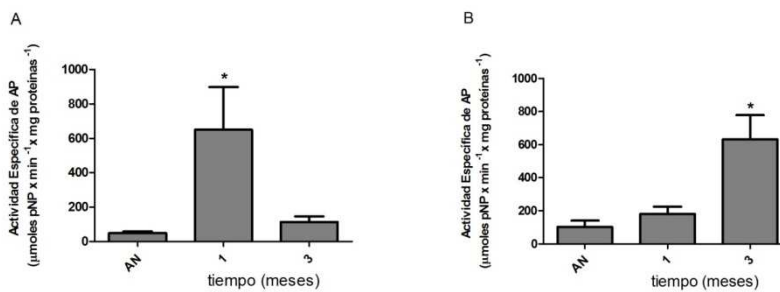 A
Actividad Específica de AP
(µmoles pNP x min⁻¹x mg proteínas⁻¹)
1000
800
600
400
200
0
*
AN
1
3
tiempo (meses)
B
Actividad Específica de AP
(µmoles pNP x min⁻¹x mg proteínas⁻¹)
1000
800
600
400
200
0
*
AN
1
3
tiempo (meses)